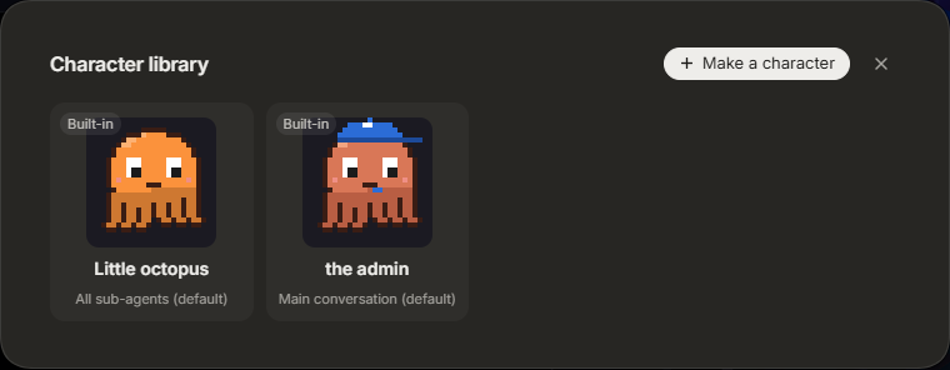 Character library
+ Make a character
Built-in
Built-in
Little octopus
the admin
All sub-agents (default)
Main conversation (default)